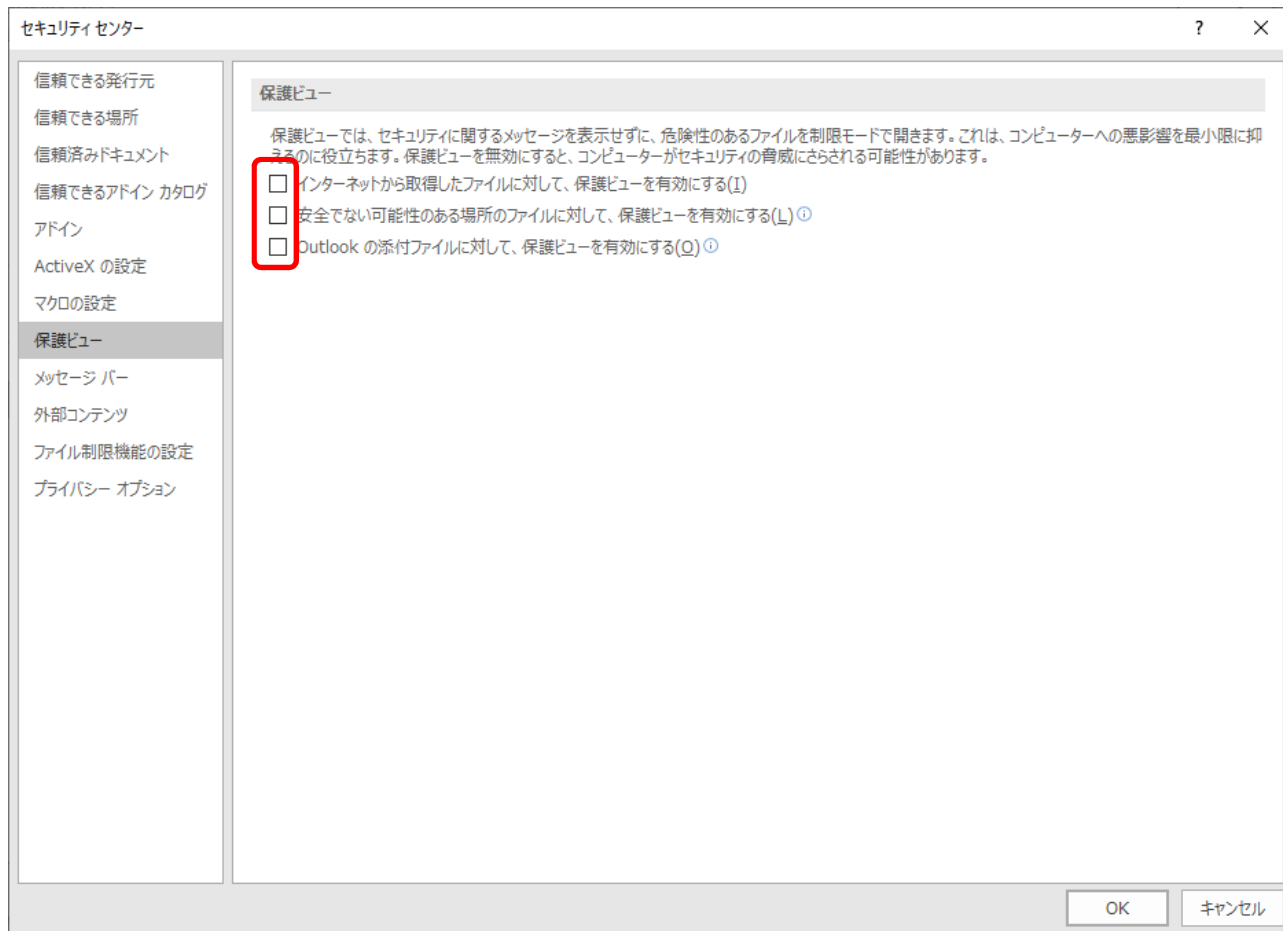 セキュリティ センター
?
信頼できる発行元
信頼できる場所
信頼済みドキュメント
信頼できるアドイン カタログ
アドイン
ActiveX の設定
マクロの設定
保護ビュー
メッセージ バー
外部コンテンツ
ファイル制限機能の設定
プライバシー オプション
保護ビュー
保護ビューでは、セキュリティに関するメッセージを表示せずに、危険性のあるファイルを制限モードで開きます。これは、コンピューターへの悪影響を最小限に抑
えるのに役立ちます。保護ビューを無効にすると、コンピューターがセキュリティの脅威にさらされる可能性があります。
インターネットから取得したファイルに対して、保護ビューを有効にする(I)
安全でない可能性のある場所のファイルに対して、保護ビューを有効にする(L)
Outlook の添付ファイルに対して、保護ビューを有効にする(O)
OK
キャンセル